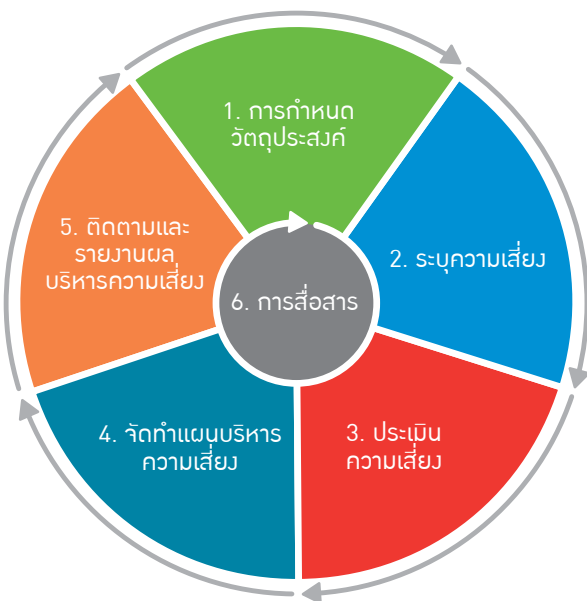 1. การกำหนด
วัตถุประสงค์
2. ระบุความเสี่ยง
3. ประเมิน
ความเสี่ยง
4. จัดทำแผนบริหาร
ความเสี่ยง
5. ติดตามและ
รายงานผล
บริหารความเสี่ยง
6. การสื่อสาร